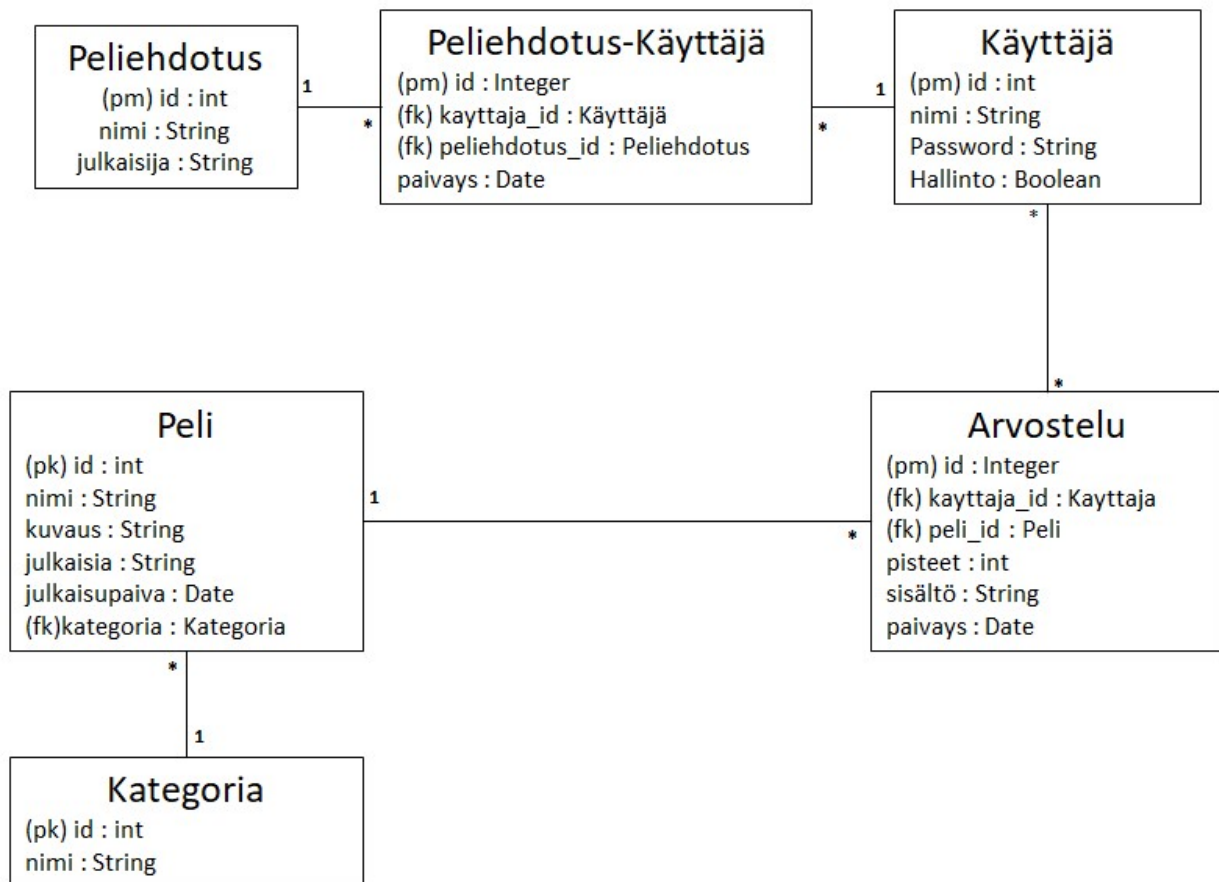 Peliehdotus
(pm) id : int
nimi : String
julkaisija : String
1
*
Peliehdotus-Käyttäjä
(pm) id : Integer
(fk) kayttaja_id : Käyttäjä
(fk) peliehdotus_id : Peliehdotus
paivays : Date
1
*
Käyttäjä
(pm) id : int
nimi : String
Password : String
Hallinto : Boolean
*
*
Peli
(pk) id : int
nimi : String
kuvaus : String
julkaisia : String
julkaisupaiva : Date
(fk)kategoria : Kategoria
1
*
Arvostelu
(pm) id : Integer
(fk) kayttaja_id : Kayttaja
(fk) peli_id : Peli
pisteet : int
sisältö : String
paivays : Date
*
1
Kategoria
(pk) id : int
nimi : String